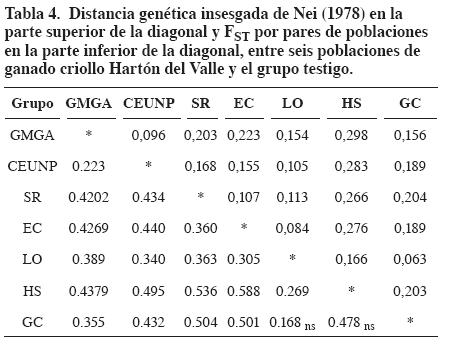 Tabla 4. Distancia genética insesgada de Nei (1978) en la
parte superior de la diagonal y FST por pares de poblaciones
en la parte inferior de la diagonal, entre seis poblaciones de
ganado criollo Hartón del Valle y el grupo testigo.
Grupo GMGA CEUNP SR EC LO HS GC
GMGA * 0,096 0,203 0,223 0,154 0,298 0,156
CEUNP 0.223 * 0,168 0,155 0,105 0,283 0,189
SR 0.4202 0.434 * 0,107 0,113 0,266 0,204
EC 0.4269 0.440 0.360 * 0,084 0,276 0,189
LO 0.389 0.340 0.363 0.305 * 0,166 0,063
HS 0.4379 0.495 0.536 0.588 0.269 * 0,203
GC 0.355 0.432 0.504 0.501 0.168 ns 0.478 ns *